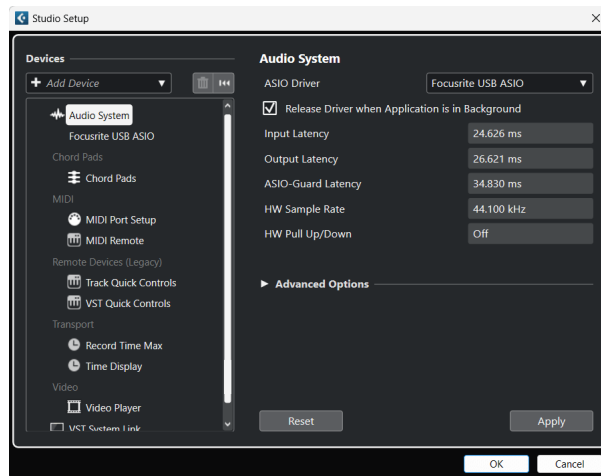 Studio Setup
Devices
+ Add Device
Audio System
Focusrite USB ASIO
Chord Pads
Chord Pads
MIDI
MIDI Port Setup
MIDI Remote
Remote Devices (Legacy)
Track Quick Controls
VST Quick Controls
Transport
Record Time Max
Time Display
Video
Video Player
VST System Link
Audio System
ASIO Driver Focusrite USB ASIO
Release Driver when Application is in Background
Input Latency 24.626 ms
Output Latency 26.621 ms
ASIO-Guard Latency 34.830 ms
HW Sample Rate 44.100 kHz
HW Pull Up/Down Off
Advanced Options
Reset Apply
OK Cancel